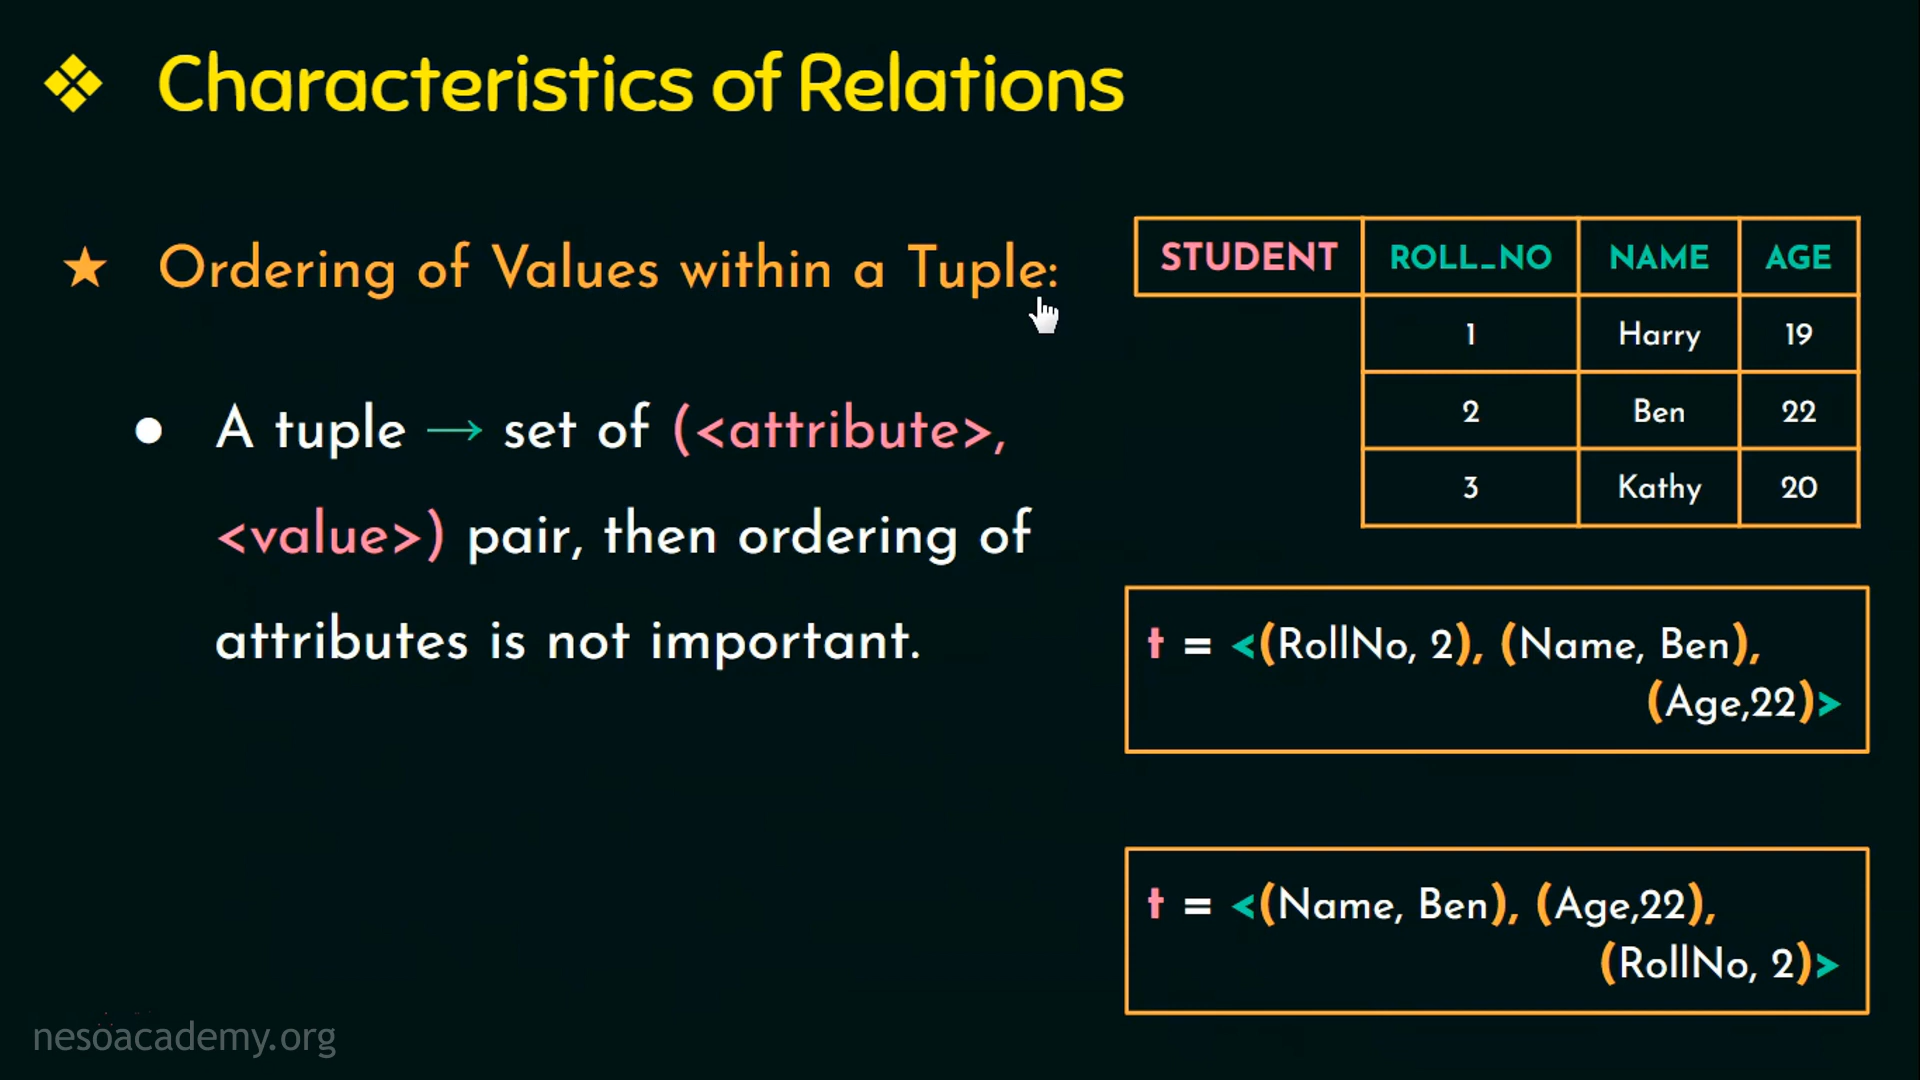 ❖ Characteristics of Relations
★ Ordering of Values within a Tuple:
● A tuple → set of (<attribute>,
<value>) pair, then ordering of
attributes is not important.
STUDENT ROLL_NO NAME AGE
1 Harry 19
2 Ben 22
3 Kathy 20
t = <(RollNo, 2), (Name, Ben),
(Age,22)>
t = <(Name, Ben), (Age,22),
(RollNo, 2)>
nesoacademy.org